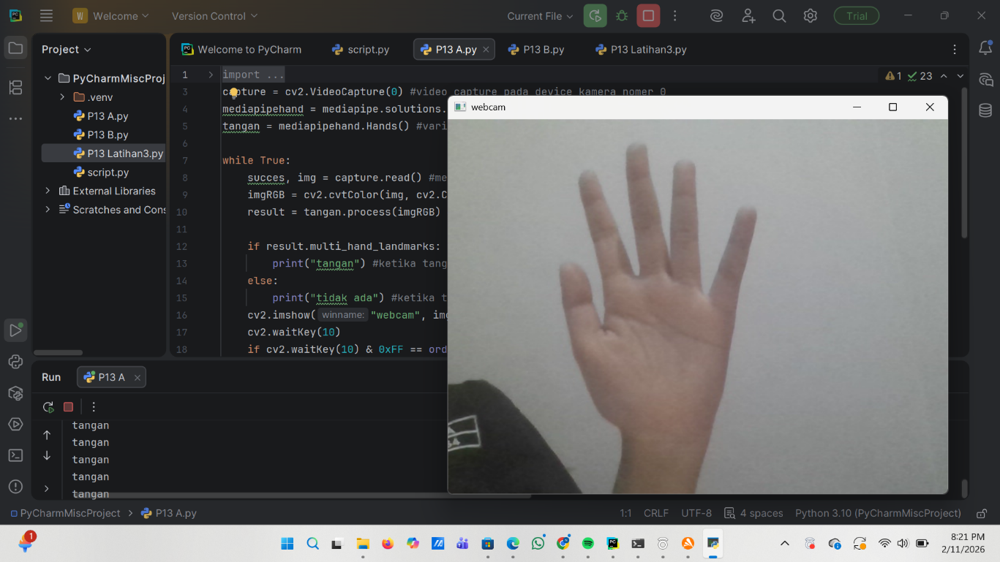 W Welcome Version Control Current File Trial
Project
Welcome to PyCharm script.py P13 A.py P13 B.py P13 Latihan3.py
PyCharmMiscProj
.venv
P13 A.py
P13 B.py
P13 Latihan3.py
script.py
External Libraries
Scratches and Con
1 import ...
1 23
3 capture = cv2.VideoCapture(0) #video capture pada device kamera nomer 0
4 mediapipehand = mediapipe.solutions.
5 tangan = mediapipehand.Hands() #vari
6
7 while True:
8 succes, img = capture.read() #me
9 imgRGB = cv2.cvtColor(img, cv2.C
10 result = tangan.process(imgRGB)
11
12 if result.multi_hand_landmarks:
13 print("tangan") #ketika tang
14 else:
15 print("tidak ada") #ketika t
16 cv2.imshow( winname: "webcam", im
17 cv2.waitKey(10)
18 if cv2.waitKey(10) & 0xFF == ord
webcam
Run P13 A
tangan
tangan
tangan
tangan
tangan
PyCharmMiscProject > P13 A.py 1:1 CRLF UTF-8 4 spaces Python 3.10 (PyCharmMiscProject)
1
8:21 PM
2/11/2026